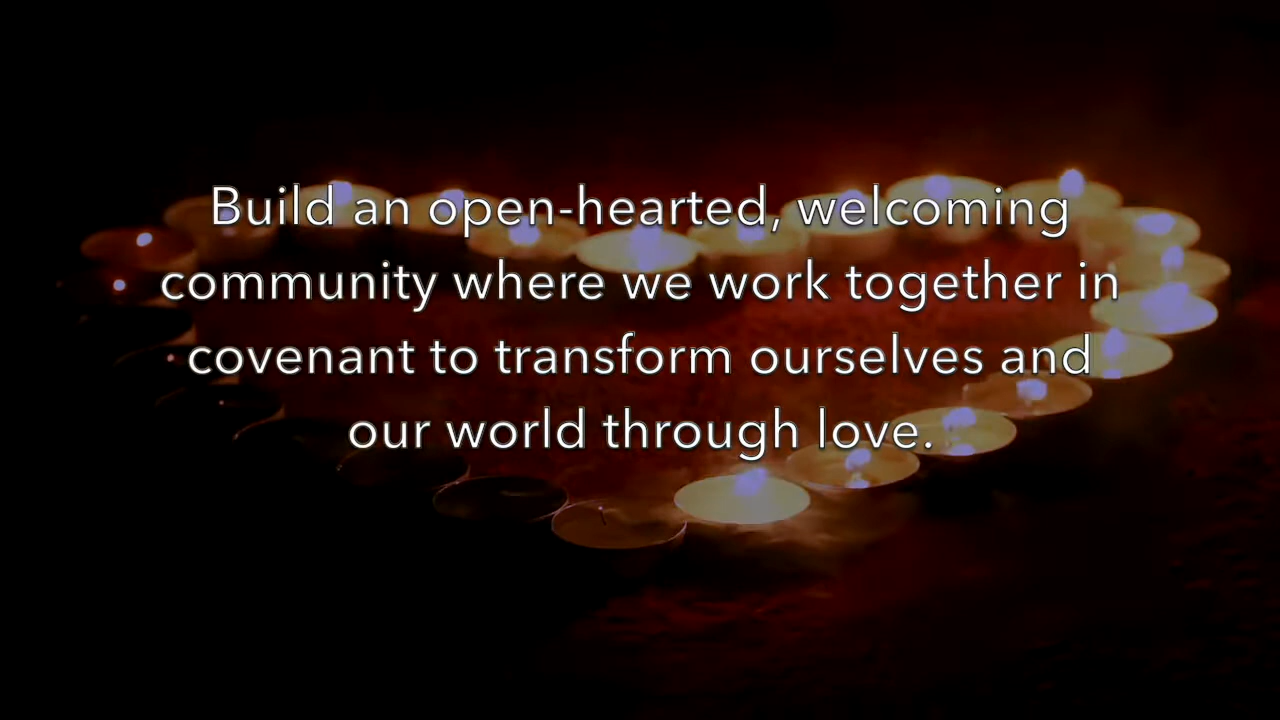 Build an open-hearted, welcoming
community where we work together in
covenant to transform ourselves and
our world through love.